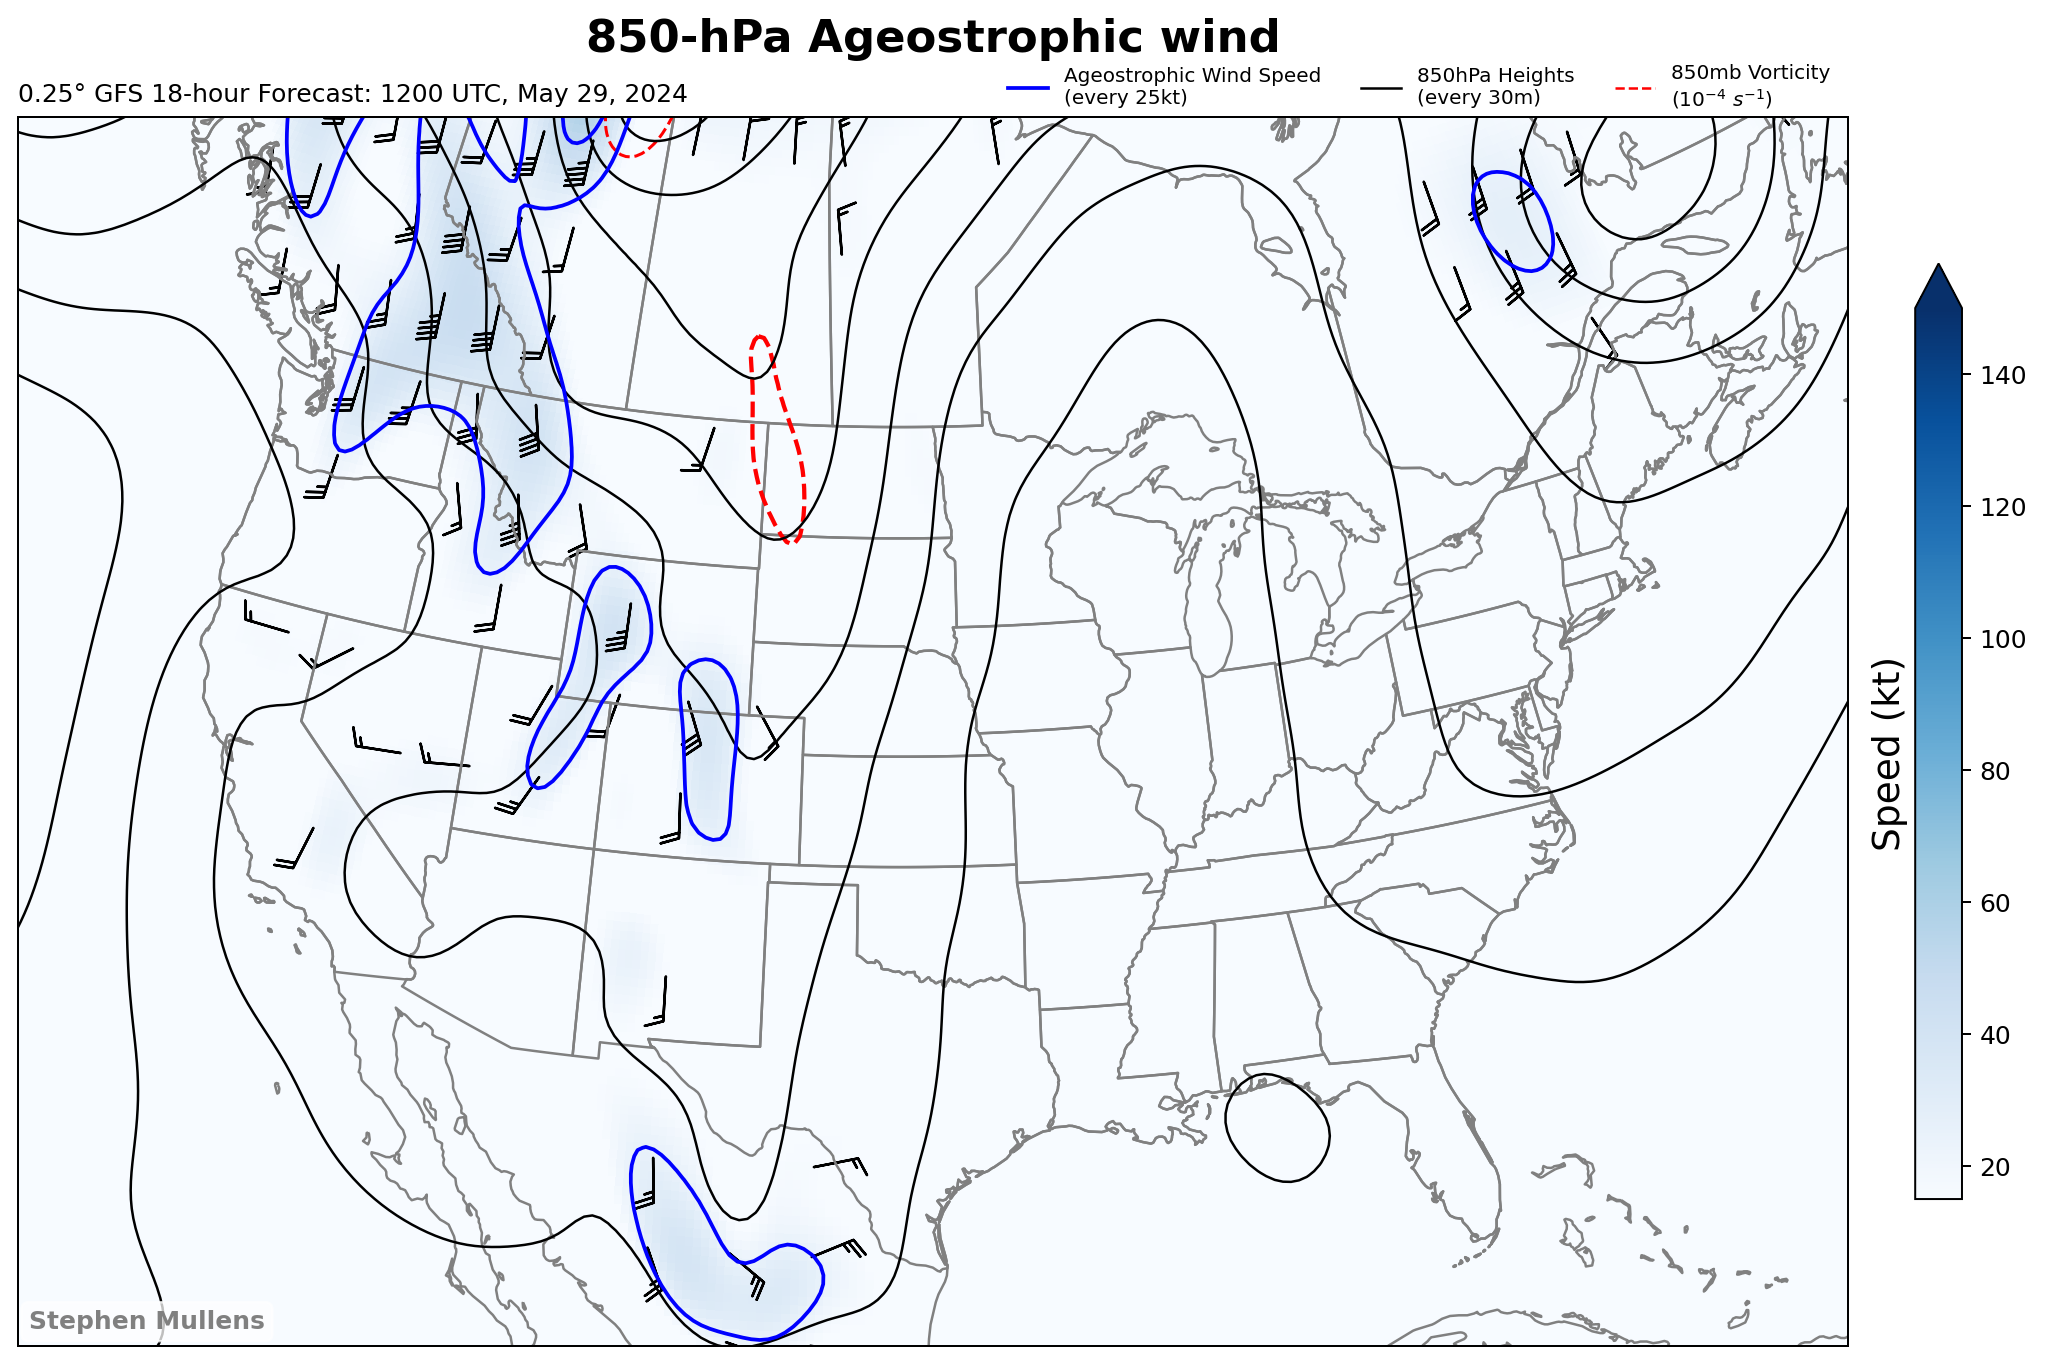 850-hPa Ageostrophic wind
0.25° GFS 18-hour Forecast: 1200 UTC, May 29, 2024
Ageostrophic Wind Speed
(every 25kt)
850hPa Heights
(every 30m)
850mb Vorticity
(10⁻⁴ s⁻¹)
140
120
100
80
60
40
20
Speed (kt)
Stephen Mullens